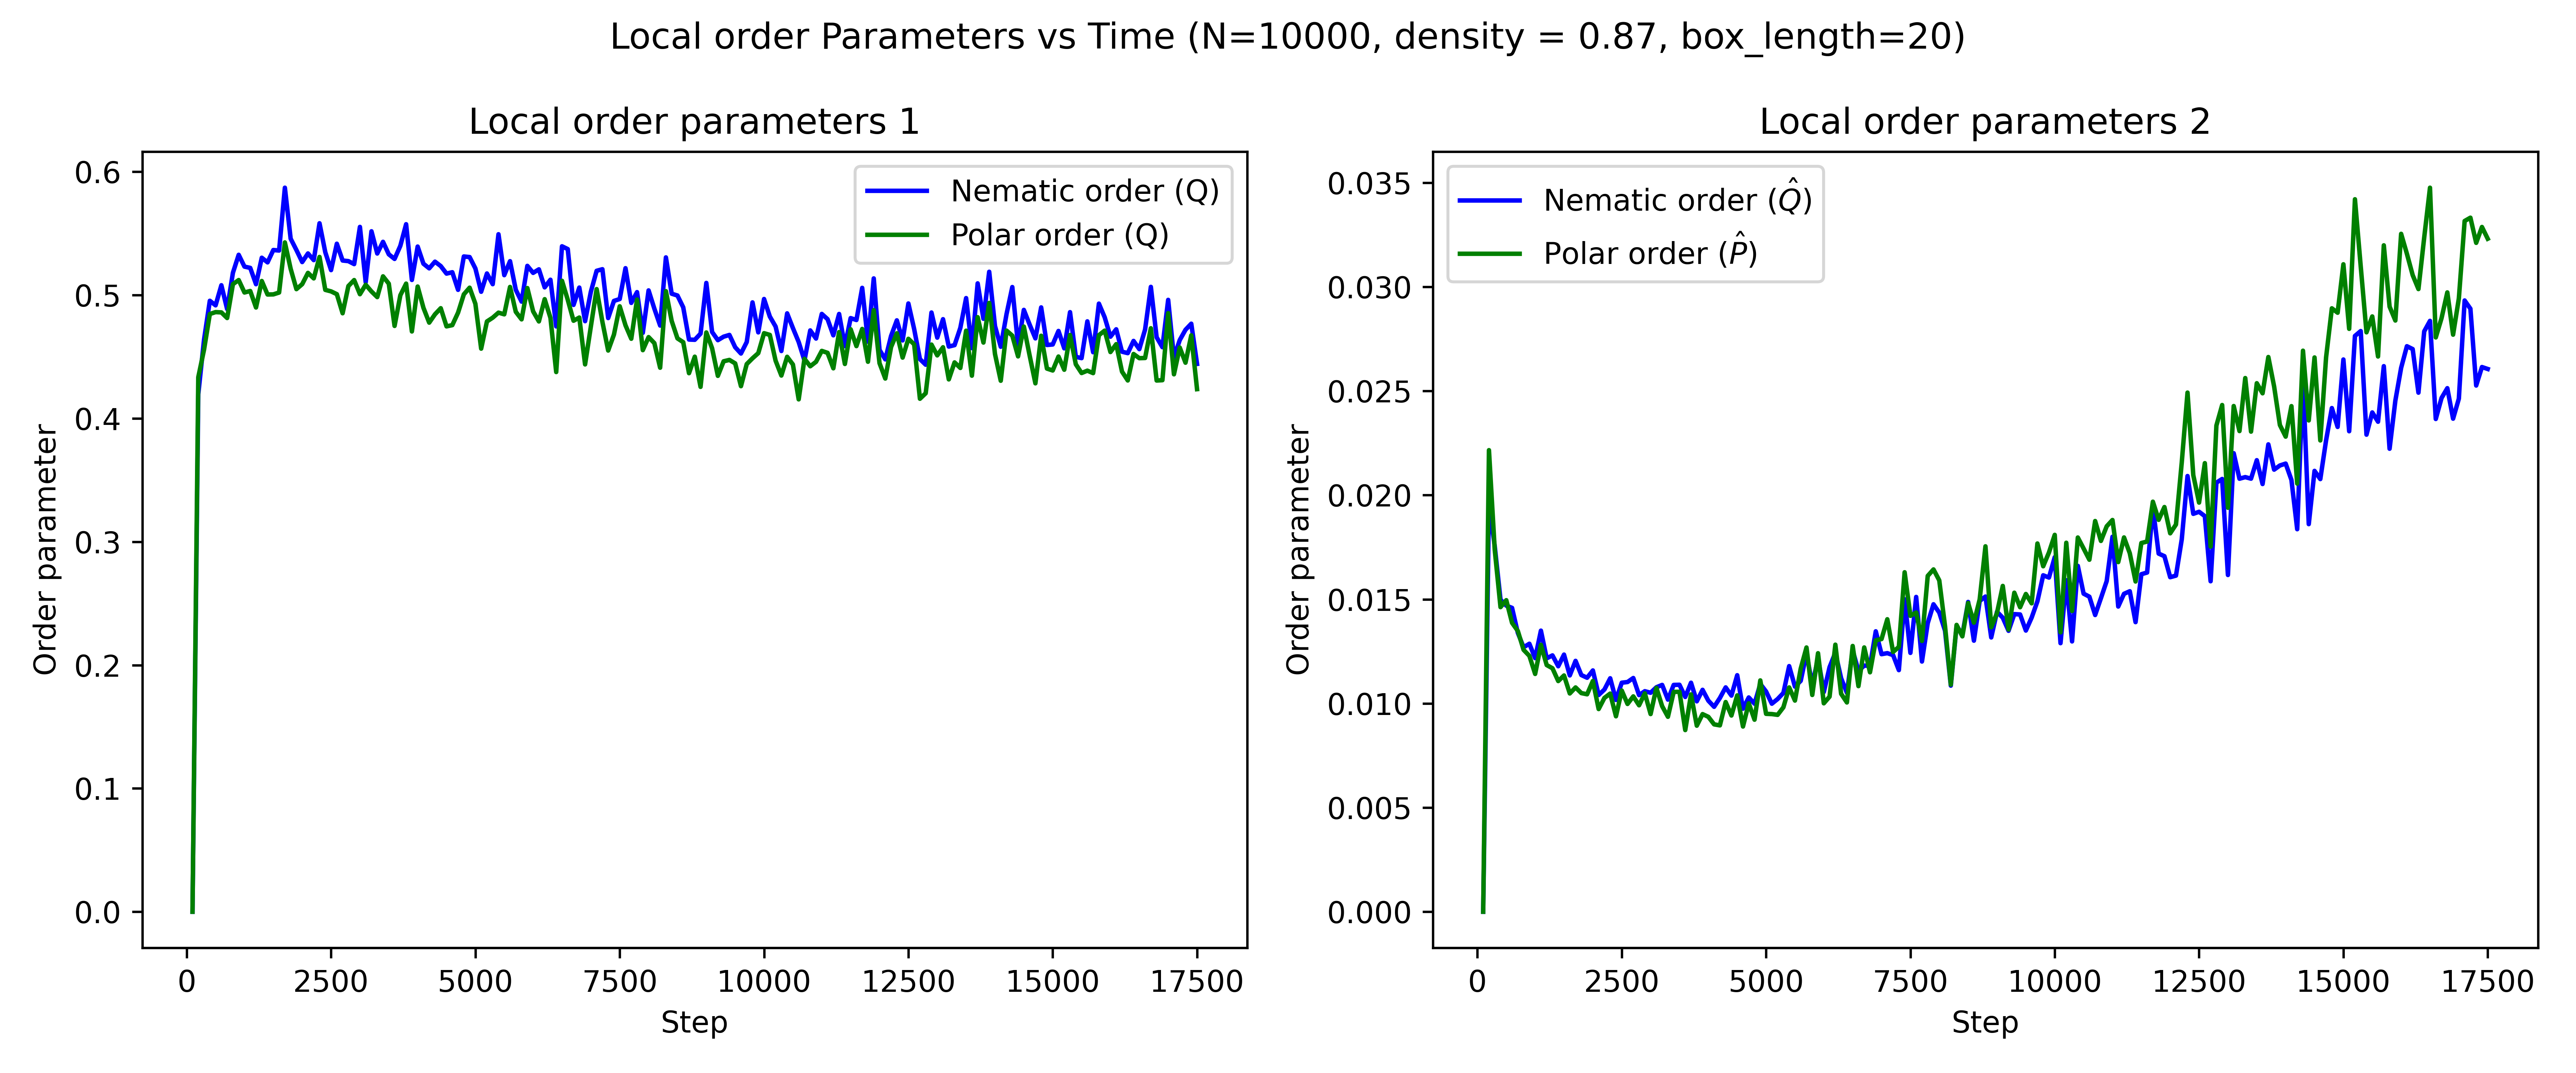 Local order Parameters vs Time (N=10000, density = 0.87, box_length=20)
Local order parameters 1
Order parameter
0.6
0.5
0.4
0.3
0.2
0.1
0.0
Nematic order (Q)
Polar order (Q)
0 2500 5000 7500 10000 12500 15000 17500
Step
Local order parameters 2
Order parameter
0.035
0.030
0.025
0.020
0.015
0.010
0.005
0.000
Nematic order (Q̂)
Polar order (P̂)
0 2500 5000 7500 10000 12500 15000 17500
Step